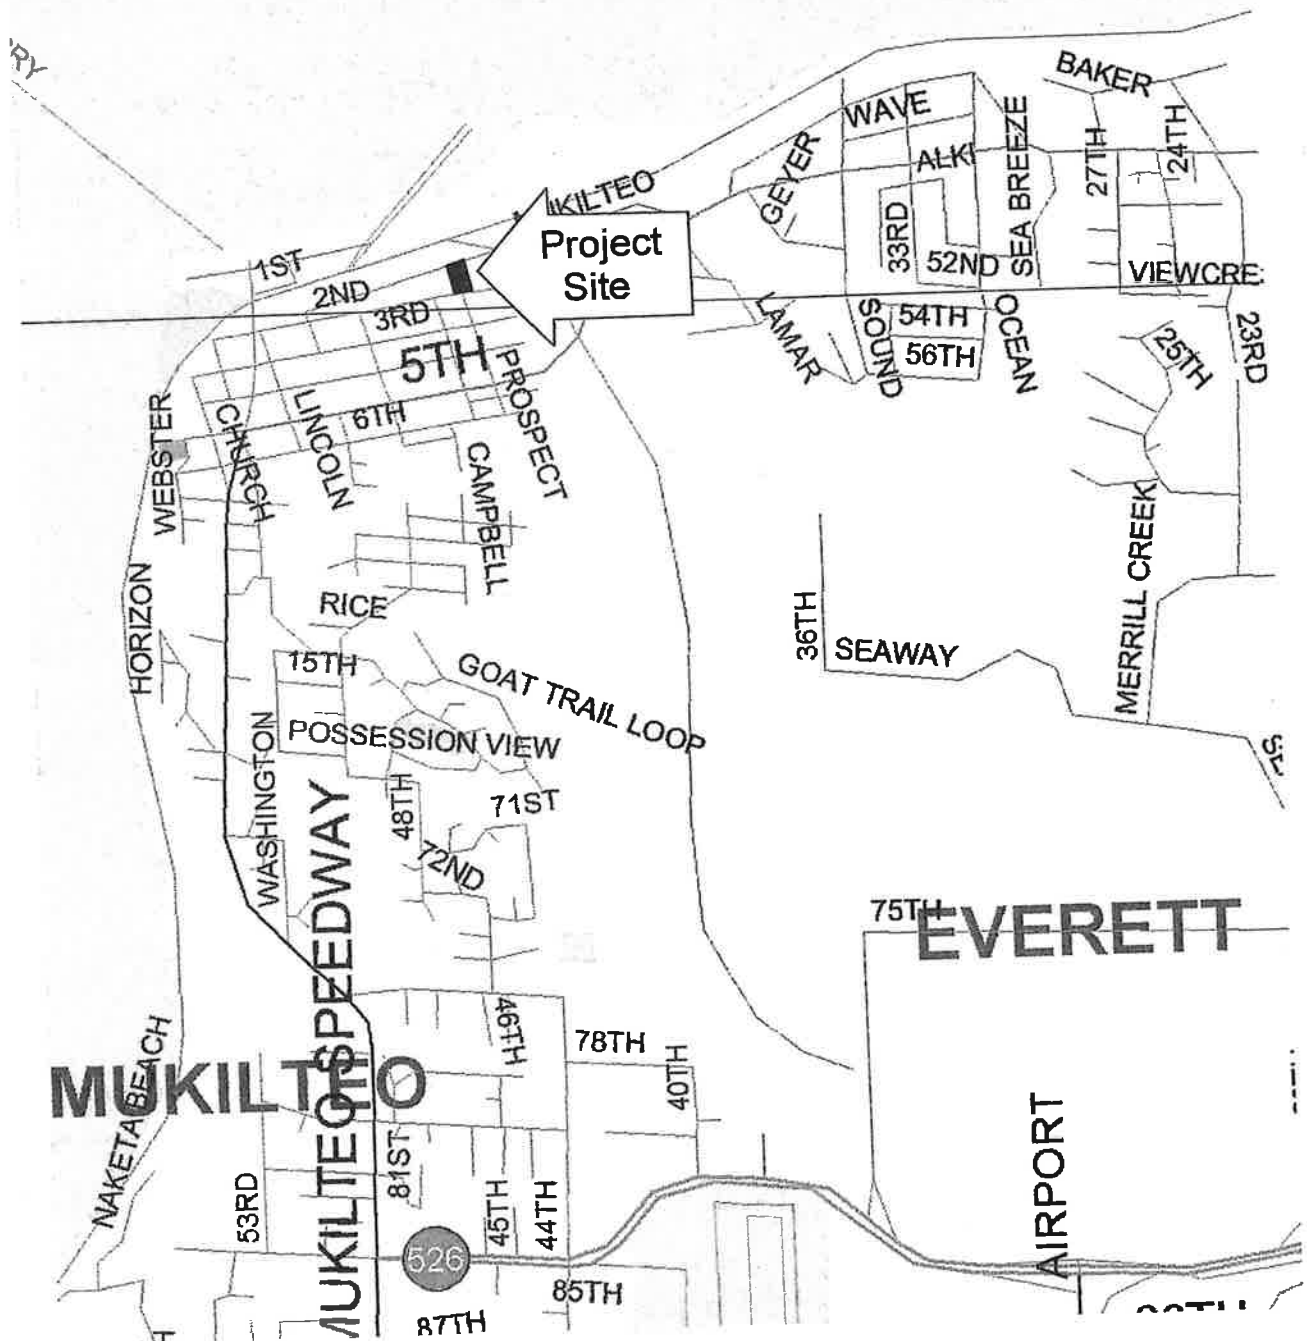 BAKER
WAVE
ALKI
GEYER
SEA BREEZE
27TH
24TH
33RD
52ND
VIEWCRE
Project
Site
1ST
2ND
3RD
5TH
6TH
LAMAR
SOUND
54TH
56TH
OCEAN
25TH
23RD
PROSPECT
LINCOLN
CHURCH
WEBSTER
CAMPBELL
HORIZON
RICE
15TH
GOAT TRAIL LOOP
36TH
SEAWAY
MERRILL CREEK
POSSESSION VIEW
WASHINGTON
48TH
71ST
72ND
75TH
EVERETT
MUKILTEO SPEEDWAY
46TH
78TH
40TH
MUKILTEO
NAKETA BEACH
AIRPORT
53RD
81ST
45TH
44TH
526
85TH
87TH